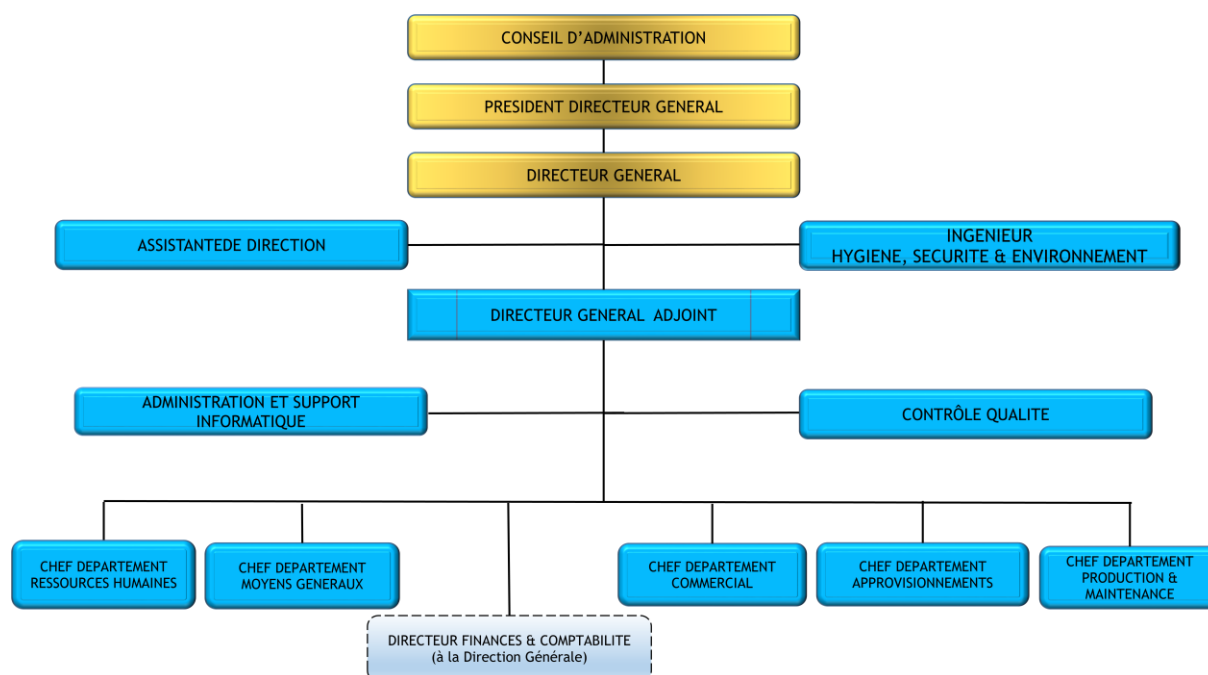 CONSEIL D'ADMINISTRATION
PRESIDENT DIRECTEUR GENERAL
DIRECTEUR GENERAL
ASSISTANTEDE DIRECTION
INGENIEUR
HYGIENE, SECURITE & ENVIRONNEMENT
DIRECTEUR GENERAL ADJOINT
ADMINISTRATION ET SUPPORT
INFORMATIQUE
CONTRÔLE QUALITE
CHEF DEPARTEMENT
RESSOURCES HUMAINES
CHEF DEPARTEMENT
MOYENS GENERAUX
DIRECTEUR FINANCES & COMPTABILITE
(à la Direction Générale)
CHEF DEPARTEMENT
COMMERCIAL
CHEF DEPARTEMENT
APPROVISIONNEMENTS
CHEF DEPARTEMENT
PRODUCTION &
MAINTENANCE